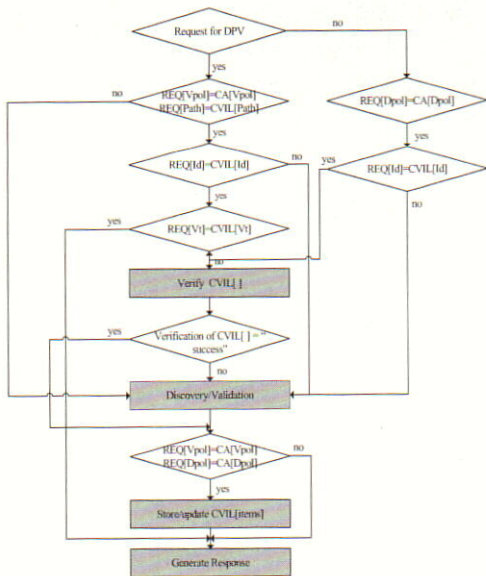 Request for DPV
no
yes
no
REQ[Vpol]=CA[Vpol]
REQ[Path]=CVIL[Path]
REQ[Dpol]=CA[Dpol]
yes
yes
REQ[Id]=CVIL[Id]
no
yes
REQ[Id]=CVIL[Id]
yes
no
yes
REQ[Vt]=CVIL[Vt]
no
Verify CVIL[ ]
yes
Verification of CVIL[ ] = "
success"
no
Discovery/Validation
REQ[Vpol]=CA[Vpol]
REQ[Dpol]=CA[Dpol]
no
yes
Store/update CVIL[items]
Generate Response